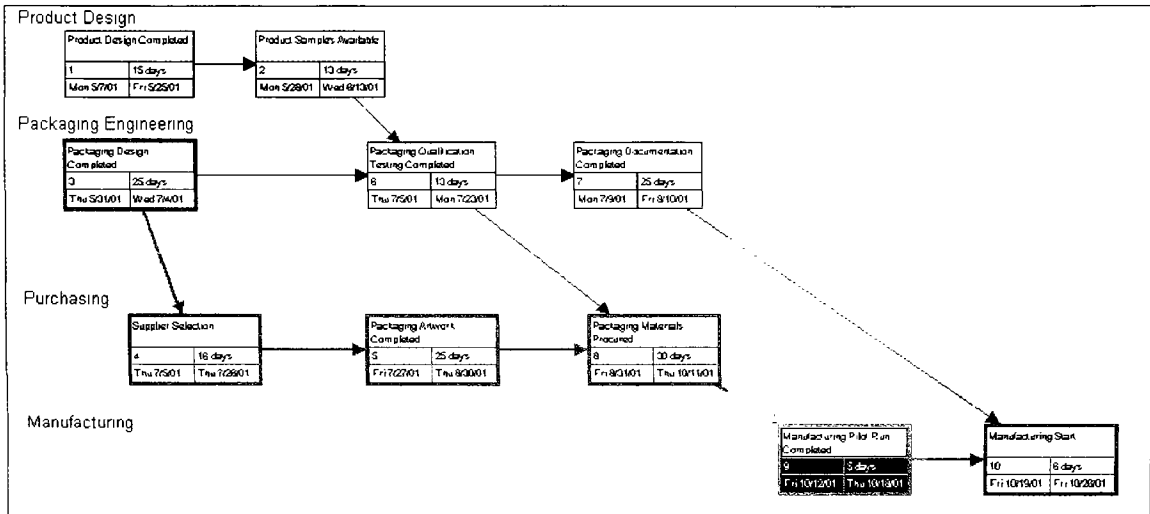 Product Design
Product Design Completed
1 15 days
Mon 5/7/01 Fri 5/25/01
Product Samples Available
2 13 days
Mon 5/28/01 Wed 6/13/01
Packaging Engineering
Packaging Design
Completed
3 25 days
Thu 5/31/01 Wed 7/4/01
Packaging Qualification
Testing Completed
6 13 days
Thu 7/5/01 Mon 7/23/01
Packaging Documentation
Completed
7 25 days
Mon 7/9/01 Fri 8/10/01
Purchasing
Supplier Selection
4 16 days
Thu 7/5/01 Thu 7/26/01
Packaging Artwork
Completed
5 25 days
Fri 7/27/01 Thu 8/30/01
Packaging Materials
Procured
8 30 days
Fri 8/31/01 Thu 10/11/01
Manufacturing
Manufacturing Pilot Run
Completed
9 5 days
Fri 10/12/01 Thu 10/18/01
Manufacturing Start
10 6 days
Fri 10/19/01 Fri 10/26/01